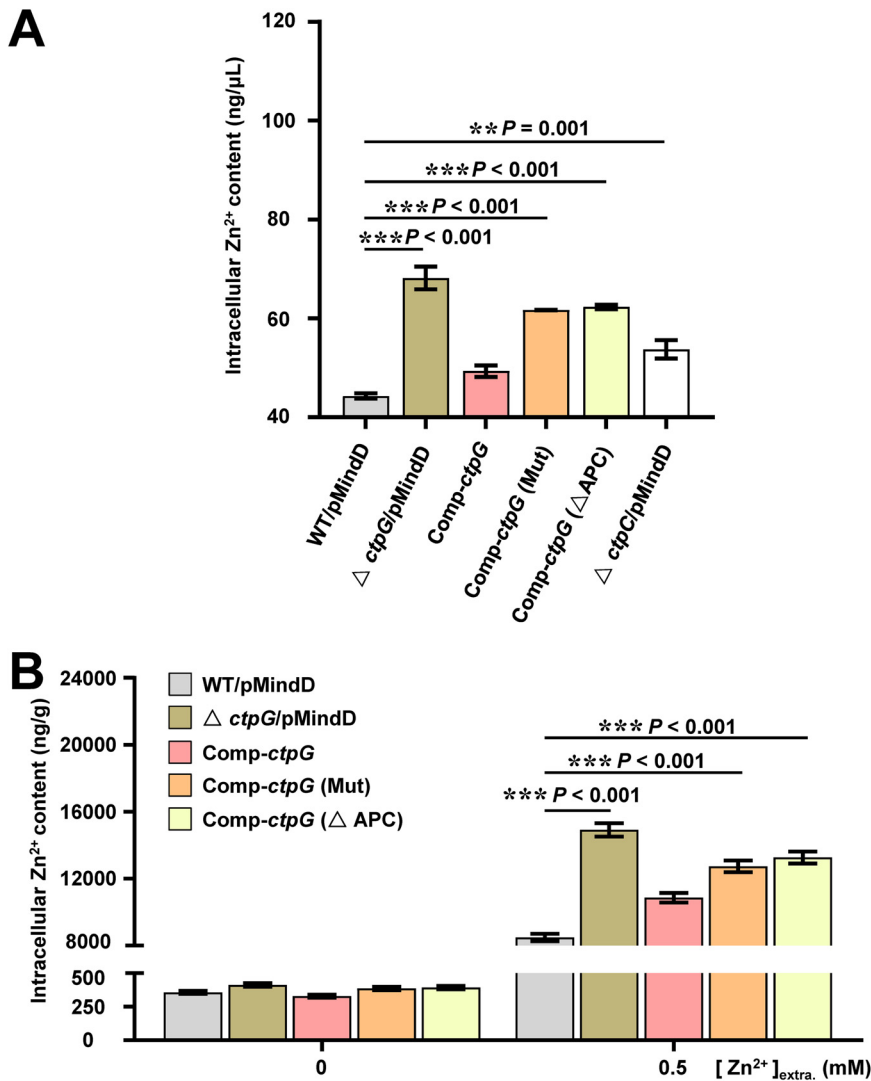 A
Intracellular Zn²⁺ content (ng/μL)
120
100
80
60
40
** P = 0.001
*** P < 0.001
*** P < 0.001
*** P < 0.001
WT/pMindD
△ ctpG/pMindD
Comp-ctpG
Comp-ctpG (Mut)
Comp-ctpG (△APC)
△ ctpC/pMindD
B
Intracellular Zn²⁺ content (ng/g)
24000
20000
16000
12000
8000
500
250
0
WT/pMindD
△ ctpG/pMindD
Comp-ctpG
Comp-ctpG (Mut)
Comp-ctpG (△ APC)
*** P < 0.001
*** P < 0.001
*** P < 0.001
0 0.5 [ Zn²⁺ ]extra. (mM)